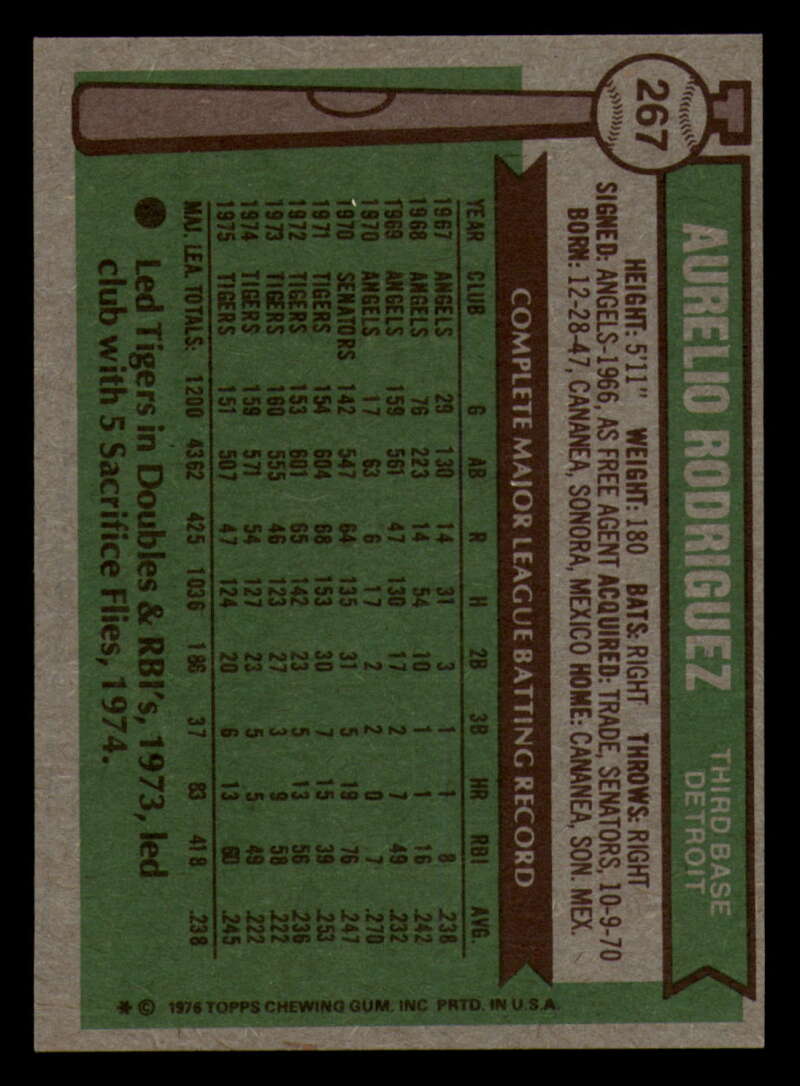 267
AURELIO RODRIGUEZ
THIRD BASE
DETROIT
HEIGHT: 5'11" WEIGHT: 180 BATS: RIGHT THROWS: RIGHT
SIGNED: ANGELS-1966, AS FREE AGENT ACQUIRED: TRADE, SENATORS, 10-9-70
BORN: 12-28-47, CANANEA, SONORA, MEXICO HOME: CANANEA, SON. MEX.
COMPLETE MAJOR LEAGUE BATTING RECORD
YEAR CLUB G AB R H 2B 3B HR RBI AVG.
1967 ANGELS 29 130 14 31 3 1 1 8 .238
1968 ANGELS 76 223 14 54 10 1 1 16 .242
1969 ANGELS 159 561 47 130 17 2 7 49 .232
1970 ANGELS 17 63 6 17 2 2 0 7 .270
1970 SENATORS 142 547 64 135 31 5 19 76 .247
1971 TIGERS 154 604 68 153 30 7 15 39 .253
1972 TIGERS 153 601 65 142 23 5 13 56 .236
1973 TIGERS 160 555 46 123 27 3 9 58 .222
1974 TIGERS 159 571 54 127 23 5 5 49 .222
1975 TIGERS 151 507 47 124 20 6 13 60 .245
MAJ. LEA. TOTALS: 1200 4362 425 1036 186 37 83 418 .238
Led Tigers in Doubles & RBI's, 1973, led
club with 5 Sacrifice Flies, 1974.
* © 1976 TOPPS CHEWING GUM, INC PRTD. IN U.S.A.